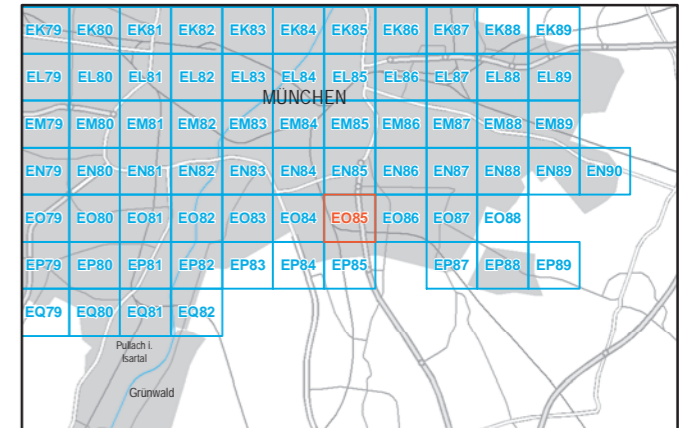 EK79 EK80 EK81 EK82 EK83 EK84 EK85 EK86 EK87 EK88 EK89
EL79 EL80 EL81 EL82 EL83 EL84 EL85 EL86 EL87 EL88 EL89
MÜNCHEN
EM79 EM80 EM81 EM82 EM83 EM84 EM85 EM86 EM87 EM88 EM89
EN79 EN80 EN81 EN82 EN83 EN84 EN85 EN86 EN87 EN88 EN89 EN90
EO79 EO80 EO81 EO82 EO83 EO84 EO85 EO86 EO87 EO88
EP79 EP80 EP81 EP82 EP83 EP84 EP85 EP87 EP88 EP89
EQ79 EQ80 EQ81 EQ82
Pullach i.
Isartal
Grünwald